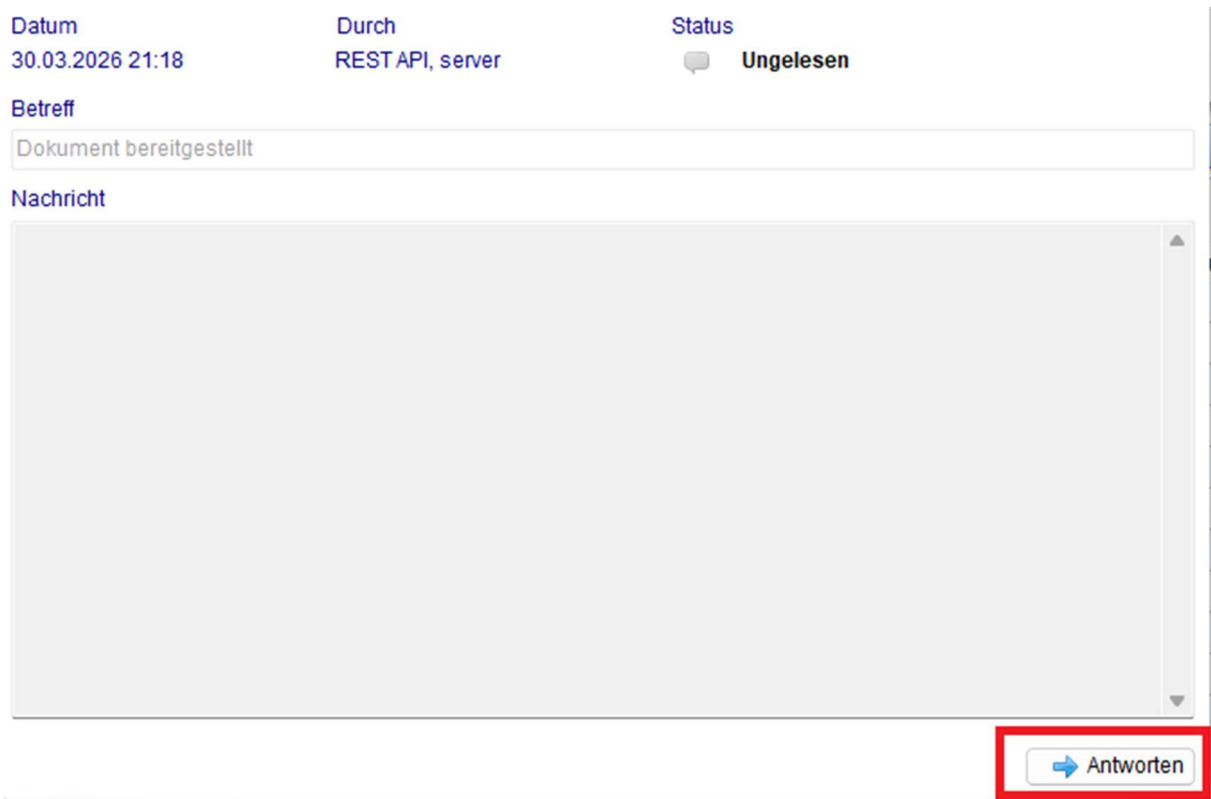 Datum Durch Status
30.03.2026 21:18 REST API, server Ungelesen
Betreff
Dokument bereitgestellt
Nachricht
Antworten